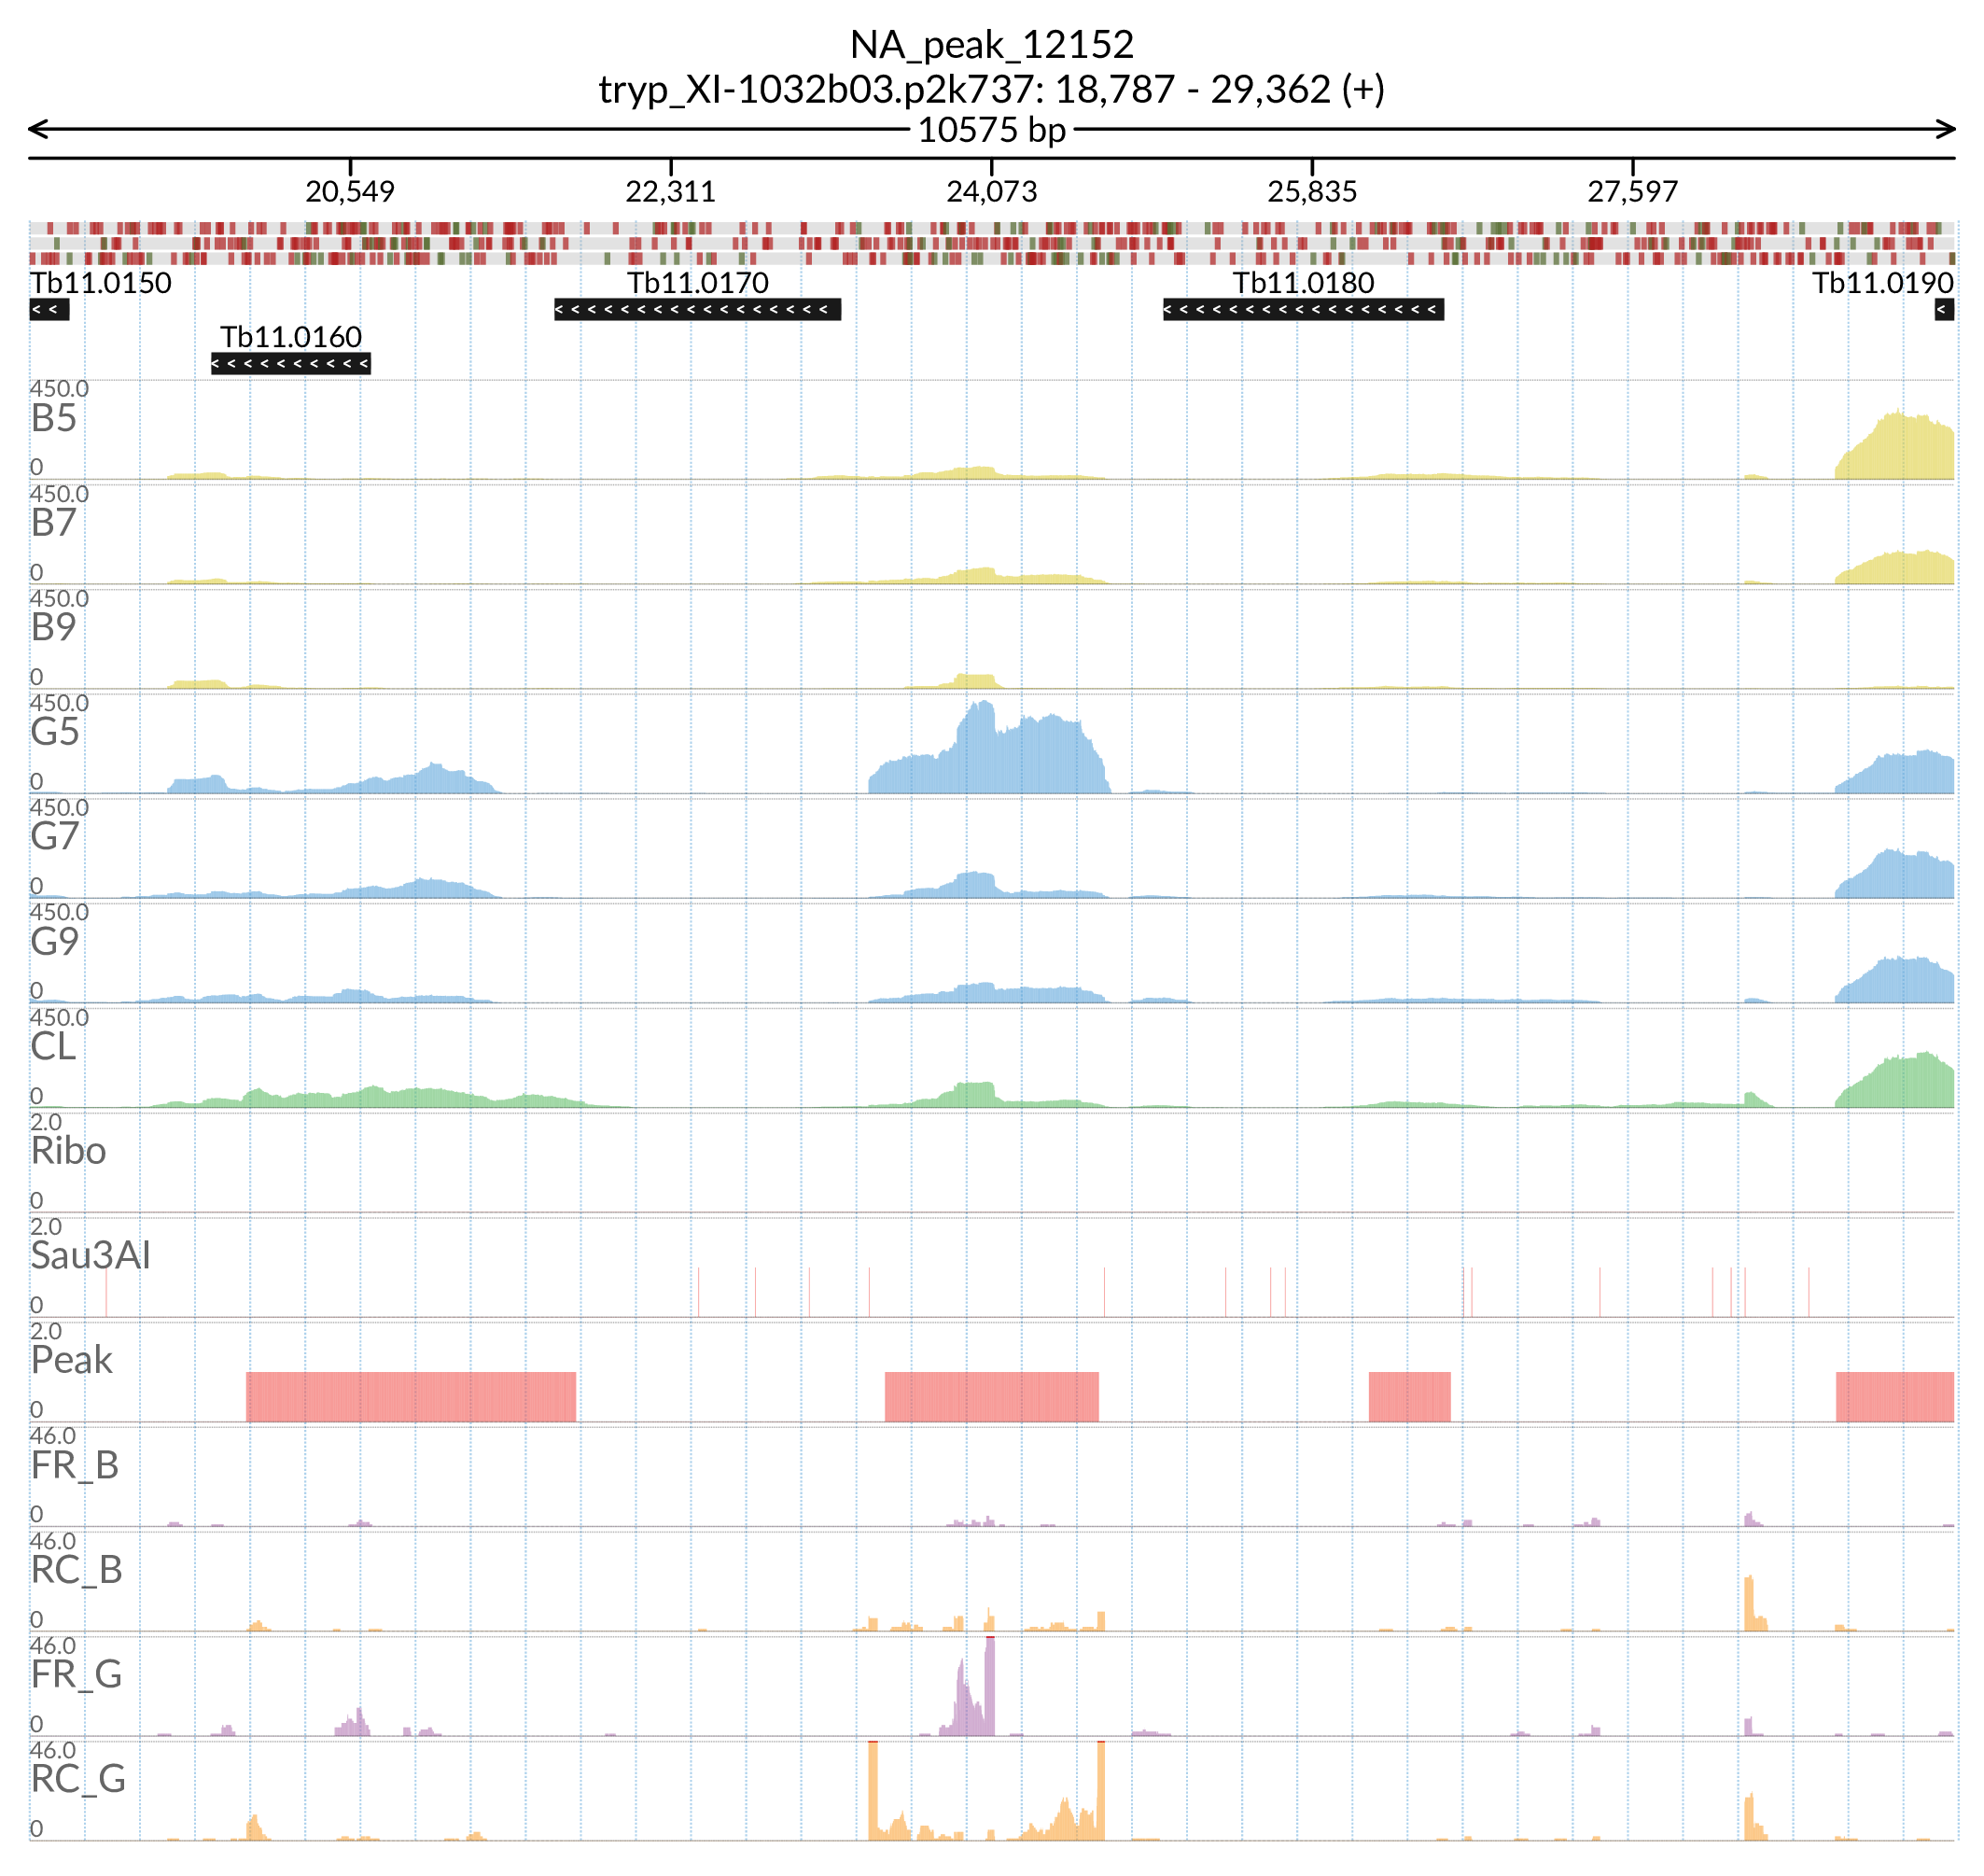 NA_peak_12152
tryp_XI-1032b03.p2k737: 18,787 - 29,362 (+)
10575 bp
20,549 22,311 24,073 25,835 27,597
Tb11.0150 Tb11.0170 Tb11.0180 Tb11.0190
Tb11.0160
450.0
B5
0
450.0
B7
0
450.0
B9
0
450.0
G5
0
450.0
G7
0
450.0
G9
0
450.0
CL
0
2.0
Ribo
0
2.0
Sau3AI
0
2.0
Peak
0
46.0
FR_B
0
46.0
RC_B
0
46.0
FR_G
0
46.0
RC_G
0